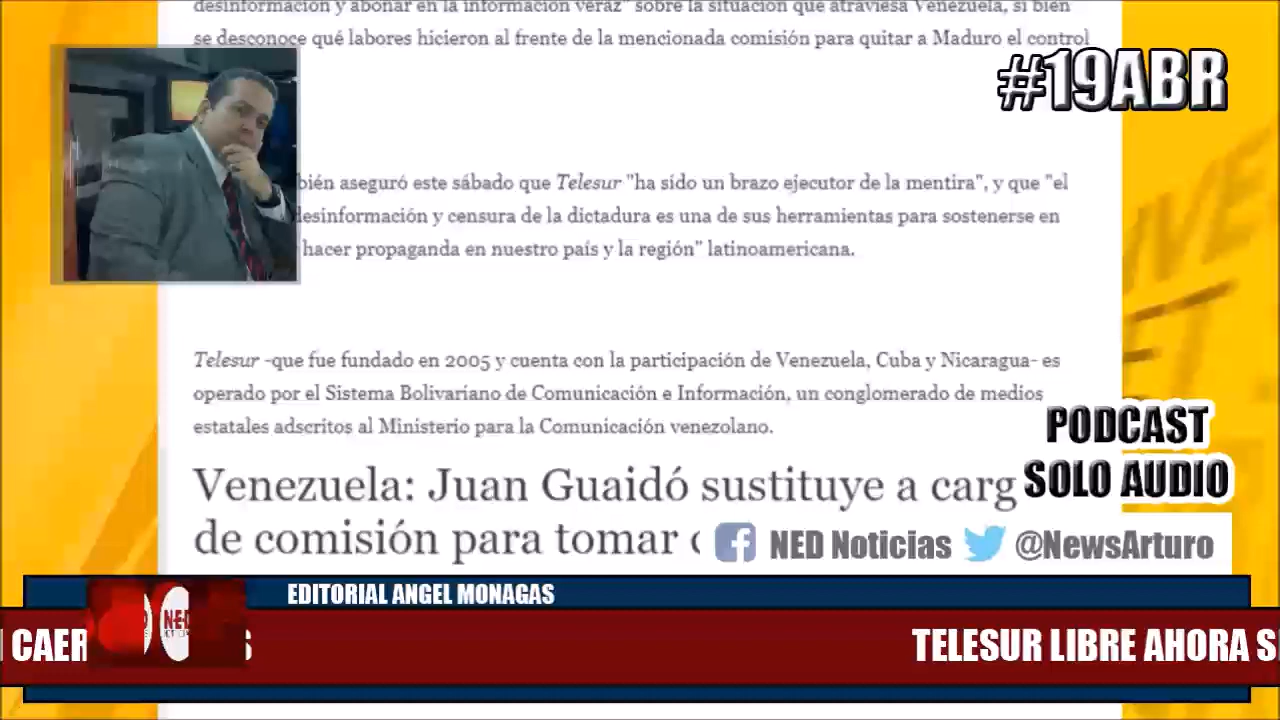 desinformación y abonar en la información veraz" sobre la situación que atraviesa Venezuela, si bien
se desconoce qué labores hicieron al frente de la mencionada comisión para quitar a Maduro el control
#19ABR
bién aseguró este sábado que Telesur "ha sido un brazo ejecutor de la mentira", y que "el
desinformación y censura de la dictadura es una de sus herramientas para sostenerse en
hacer propaganda en nuestro país y la región" latinoamericana.
Telesur -que fue fundado en 2005 y cuenta con la participación de Venezuela, Cuba y Nicaragua- es
operado por el Sistema Bolivariano de Comunicación e Información, un conglomerado de medios
estatales adscritos al Ministerio para la Comunicación venezolano.
PODCAST
SOLO AUDIO
Venezuela: Juan Guaidó sustituye a carg
de comisión para tomar
NED Noticias @NewsArturo
EDITORIAL ANGEL MONAGAS
CAER
NED
TELESUR LIBRE AHORA S